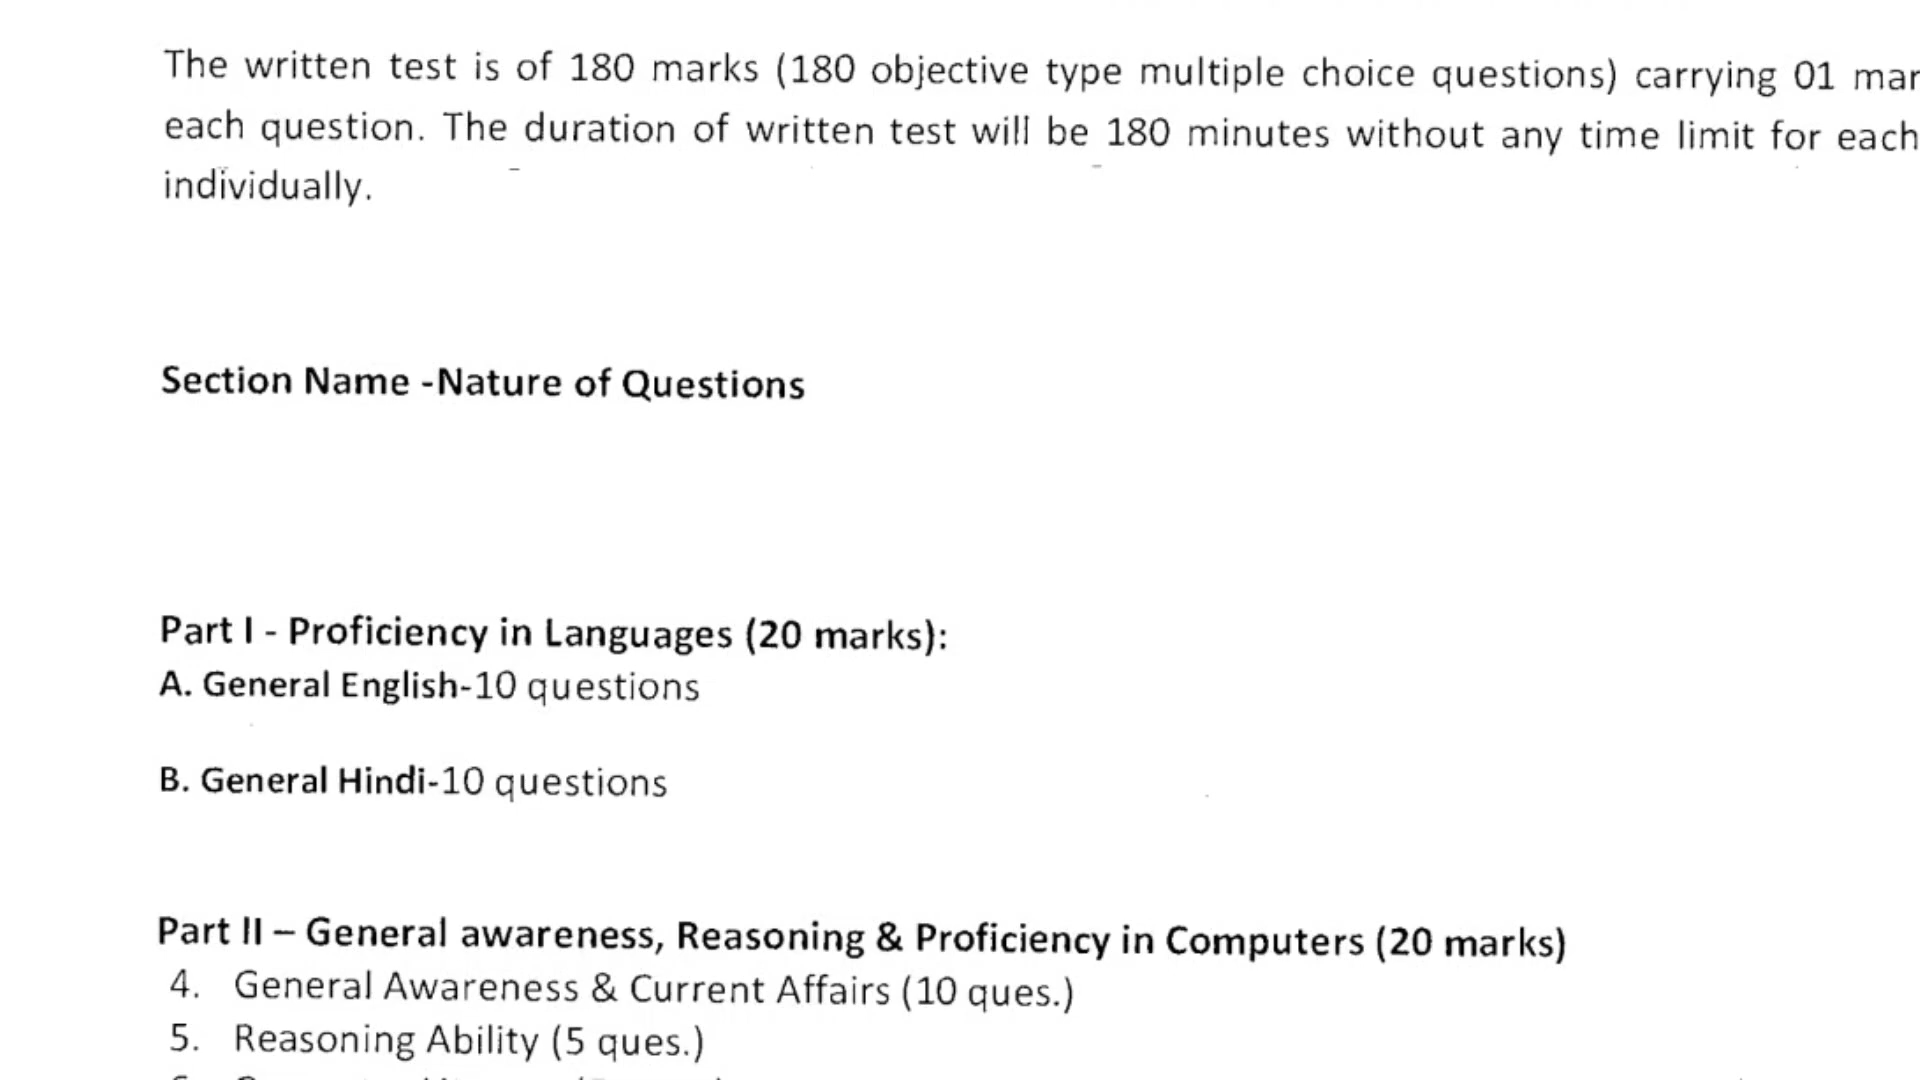 The written test is of 180 marks (180 objective type multiple choice questions) carrying 01
each question. The duration of written test will be 180 minutes without any time limit for each
individually.
Section Name -Nature of Questions
Part I - Proficiency in Languages (20 marks):
A. General English-10 questions
B. General Hindi-10 questions
Part II – General awareness, Reasoning & Proficiency in Computers (20 marks)
4. General Awareness & Current Affairs (10 ques.)
5. Reasoning Ability (5 ques.)